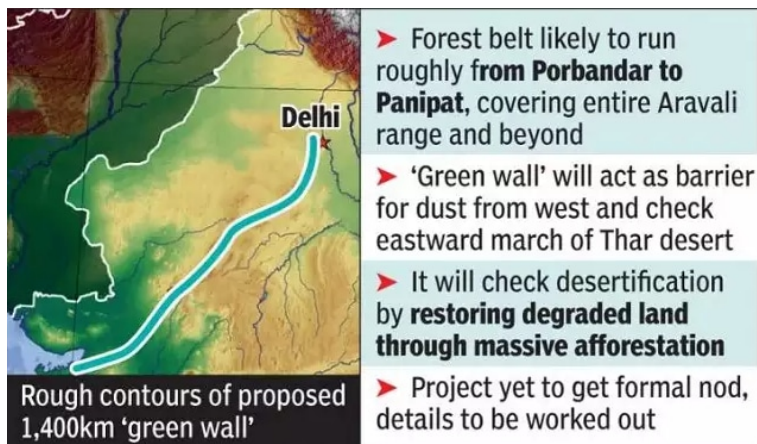 Delhi
Rough contours of proposed
1,400km ‘green wall’
➤ Forest belt likely to run
roughly from Porbandar to
Panipat, covering entire Aravali
range and beyond
➤ ‘Green wall’ will act as barrier
for dust from west and check
eastward march of Thar desert
➤ It will check desertification
by restoring degraded land
through massive afforestation
➤ Project yet to get formal nod,
details to be worked out